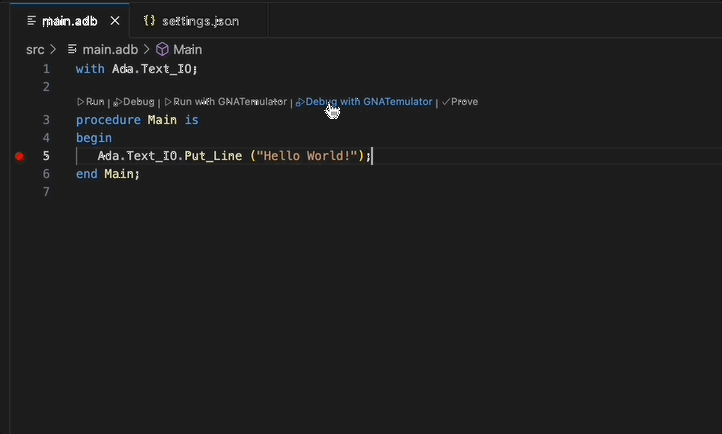 main.adb × {} settings.json
src > main.adb > Main
1 with Ada.Text_IO;
2
Run | Debug | Run with GNATemulator | Debug with GNATemulator | Prove
3 procedure Main is
4 begin
5 Ada.Text_IO.Put_Line ("Hello World!");
6 end Main;
7